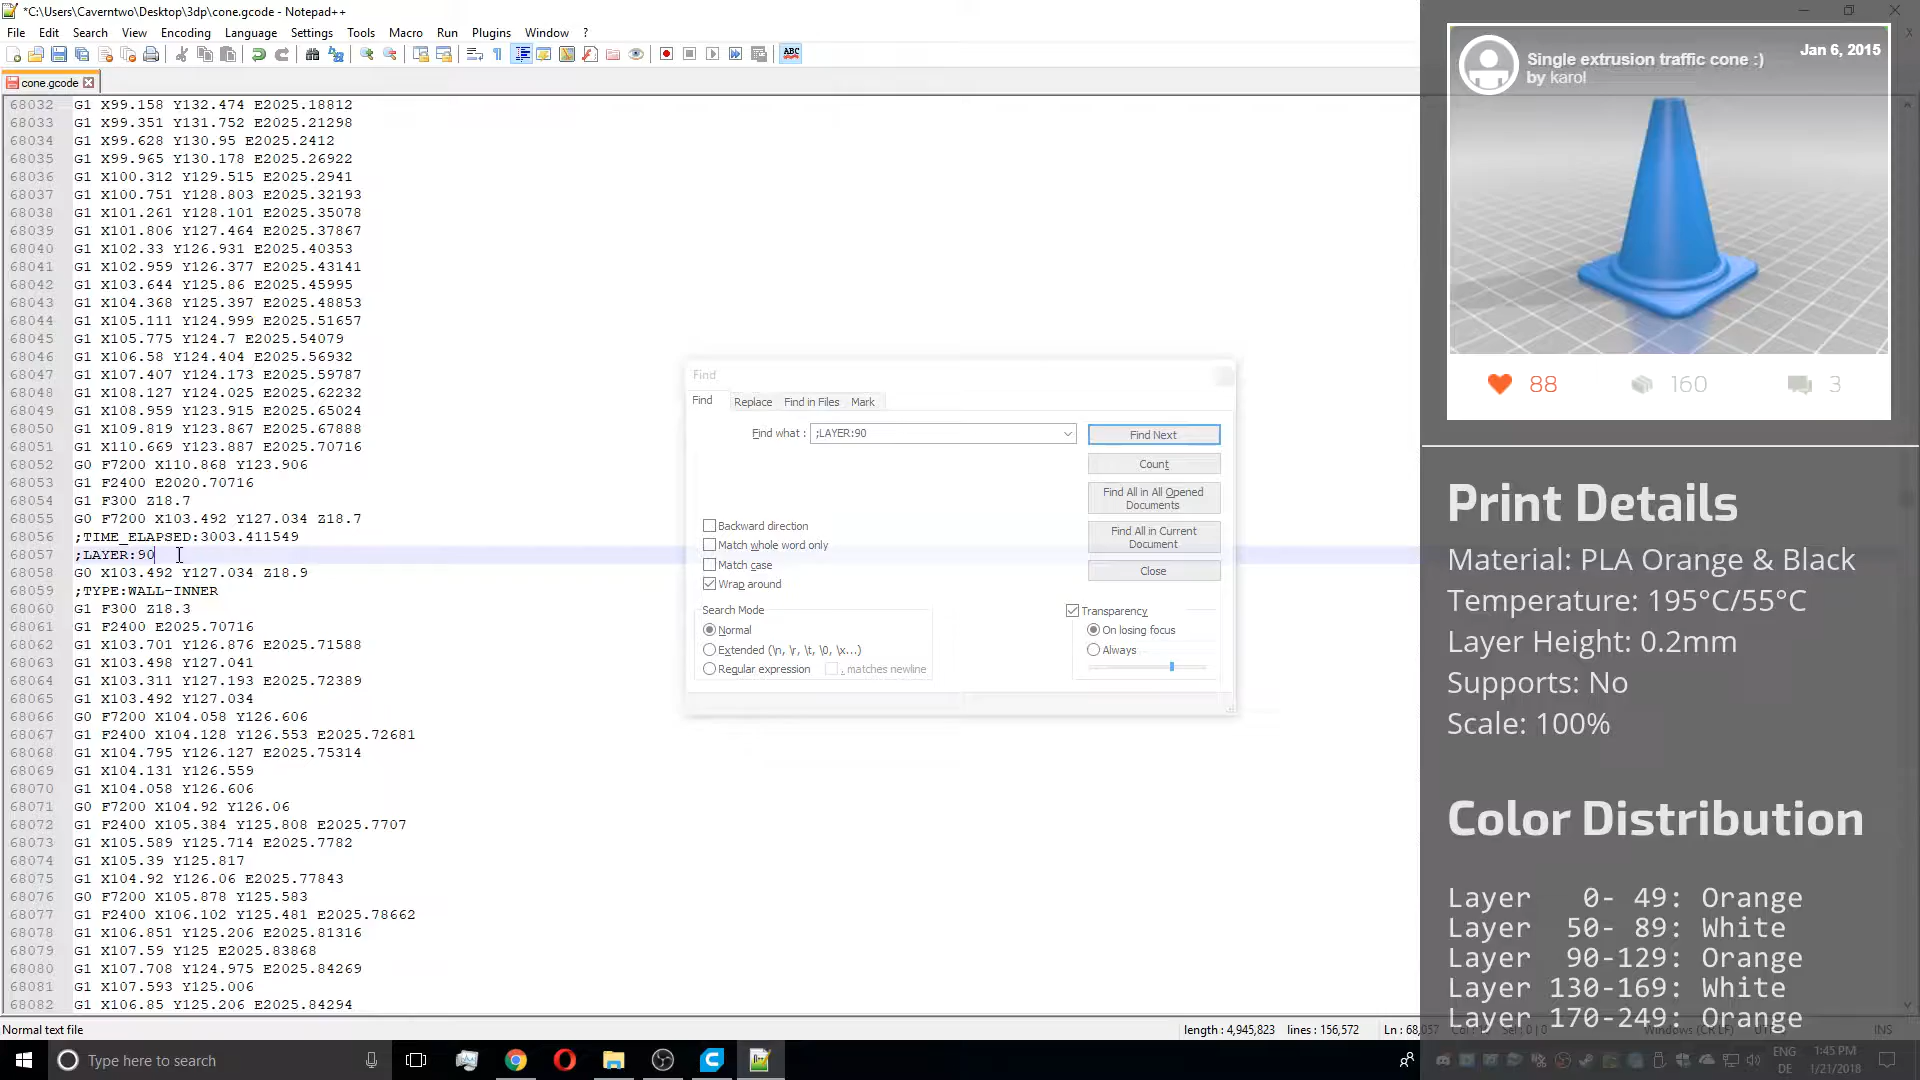 *C:\Users\Caverntwo\Desktop\3dp\cone.gcode - Notepad++
File Edit Search View Encoding Language Settings Tools Macro Run Plugins Window ?
cone.gcode
68032 G1 X99.158 Y132.474 E2025.18812
68033 G1 X99.351 Y131.752 E2025.21298
68034 G1 X99.628 Y130.95 E2025.2412
68035 G1 X99.965 Y130.178 E2025.26922
68036 G1 X100.312 Y129.515 E2025.2941
68037 G1 X100.751 Y128.803 E2025.32193
68038 G1 X101.261 Y128.101 E2025.35078
68039 G1 X101.806 Y127.464 E2025.37867
68040 G1 X102.33 Y126.931 E2025.40353
68041 G1 X102.959 Y126.377 E2025.43141
68042 G1 X103.644 Y125.86 E2025.45995
68043 G1 X104.368 Y125.397 E2025.48853
68044 G1 X105.111 Y124.999 E2025.51657
68045 G1 X105.775 Y124.7 E2025.54079
68046 G1 X106.58 Y124.404 E2025.56932
68047 G1 X107.407 Y124.173 E2025.59787
68048 G1 X108.127 Y124.025 E2025.62232
68049 G1 X108.959 Y123.915 E2025.65024
68050 G1 X109.819 Y123.867 E2025.67888
68051 G1 X110.669 Y123.887 E2025.70716
68052 G0 F7200 X110.868 Y123.906
68053 G1 F2400 E2020.70716
68054 G1 F300 Z18.7
68055 G0 F7200 X103.492 Y127.034 Z18.7
68056 ;TIME_ELAPSED:3003.411549
68057 ;LAYER:90
68058 G0 X103.492 Y127.034 Z18.9
68059 ;TYPE:WALL-INNER
68060 G1 F300 Z18.3
68061 G1 F2400 E2025.70716
68062 G1 X103.701 Y126.876 E2025.71588
68063 G1 X103.498 Y127.041
68064 G1 X103.311 Y127.193 E2025.72389
68065 G1 X103.492 Y127.034
68066 G0 F7200 X104.058 Y126.606
68067 G1 F2400 X104.128 Y126.553 E2025.72681
68068 G1 X104.795 Y126.127 E2025.75314
68069 G1 X104.131 Y126.559
68070 G1 X104.058 Y126.606
68071 G0 F7200 X104.92 Y126.06
68072 G1 F2400 X105.384 Y125.808 E2025.7707
68073 G1 X105.589 Y125.714 E2025.7782
68074 G1 X105.39 Y125.817
68075 G1 X104.92 Y126.06 E2025.77843
68076 G0 F7200 X105.878 Y125.583
68077 G1 F2400 X106.102 Y125.481 E2025.78662
68078 G1 X106.851 Y125.206 E2025.81316
68079 G1 X107.59 Y125 E2025.83868
68080 G1 X107.708 Y124.975 E2025.84269
68081 G1 X107.593 Y125.006
68082 G1 X106.85 Y125.206 E2025.84294
Find
Find Replace Find in Files Mark
Find what : ;LAYER:90
Find Next
Count
Find All in All Opened
Documents
Find All in Current
Document
Close
Backward direction
Match whole word only
Match case
Wrap around
Search Mode
Normal
Extended (\n, \r, \t, \0, \x...)
Regular expression . matches newline
Transparency
On losing focus
Always
Jan 6, 2015
Single extrusion traffic cone :)
by karol
88 160 3
Print Details
Material: PLA Orange & Black
Temperature: 195°C/55°C
Layer Height: 0.2mm
Supports: No
Scale: 100%
Color Distribution
Layer 0- 49: Orange
Layer 50- 89: White
Layer 90-129: Orange
Layer 130-169: White
Layer 170-249: Orange
Normal text file length : 4,945,823 lines : 156,572 Ln : 68,057 INS
Type here to search
ENG
DE
1:45 PM
1/21/2018